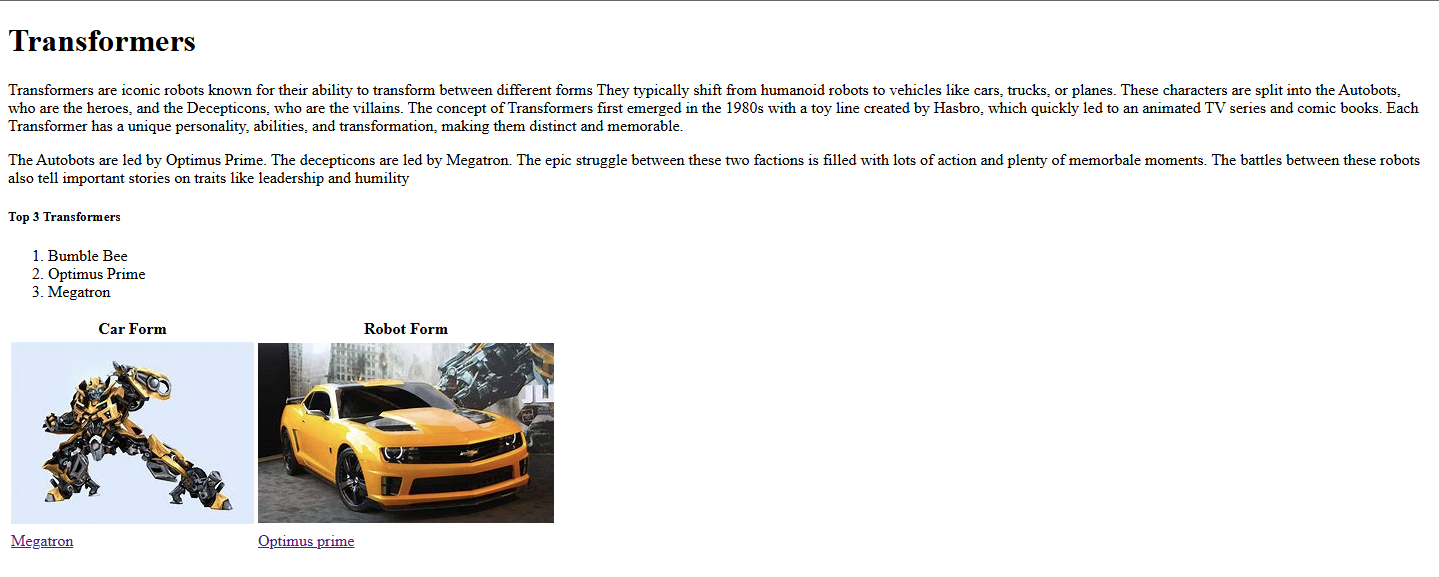 Transformers
Transformers are iconic robots known for their ability to transform between different forms They typically shift from humanoid robots to vehicles like cars, trucks, or planes. These characters are split into the Autobots,
who are the heroes, and the Decepticons, who are the villains. The concept of Transformers first emerged in the 1980s with a toy line created by Hasbro, which quickly led to an animated TV series and comic books. Each
Transformer has a unique personality, abilities, and transformation, making them distinct and memorable.
The Autobots are led by Optimus Prime. The decepticons are led by Megatron. The epic struggle between these two factions is filled with lots of action and plenty of memorbale moments. The battles between these robots
also tell important stories on traits like leadership and humility
Top 3 Transformers
1. Bumble Bee
2. Optimus Prime
3. Megatron
Car Form Robot Form
Megatron Optimus prime